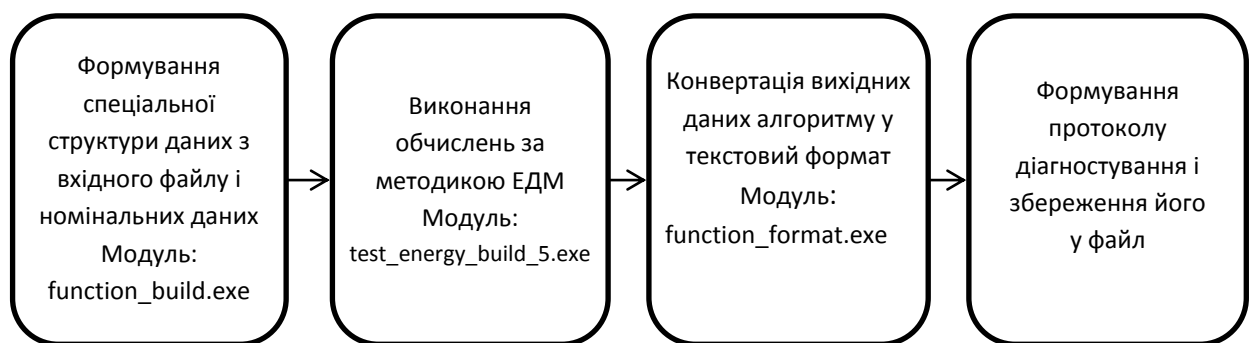 Формування
спеціальної
структури даних з
вхідного файлу і
номінальних даних
Модуль:
function_build.exe
Виконання
обчислень за
методикою ЕДМ
Модуль:
test_energy_build_5.exe
Конвертація вихідних
даних алгоритму у
текстовий формат
Модуль:
function_format.exe
Формування
протоколу
діагностування і
збереження його
у файл